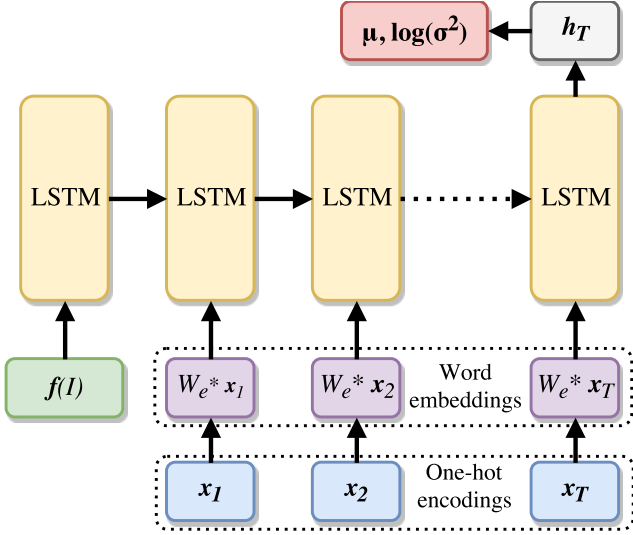 μ, log(σ²)
h_T
LSTM
LSTM
LSTM
LSTM
f(I)
W_e* x_1
W_e* x_2
Word
embeddings
W_e* x_T
x_1
x_2
One-hot
encodings
x_T